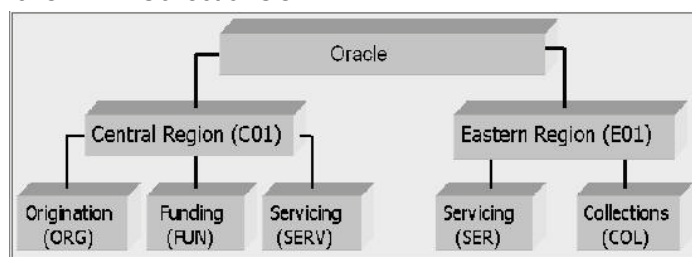 Oracle
Central Region (C01)
Eastern Region (E01)
Origination
(ORG)
Funding
(FUN)
Servicing
(SERV)
Servicing
(SER)
Collections
(COL)